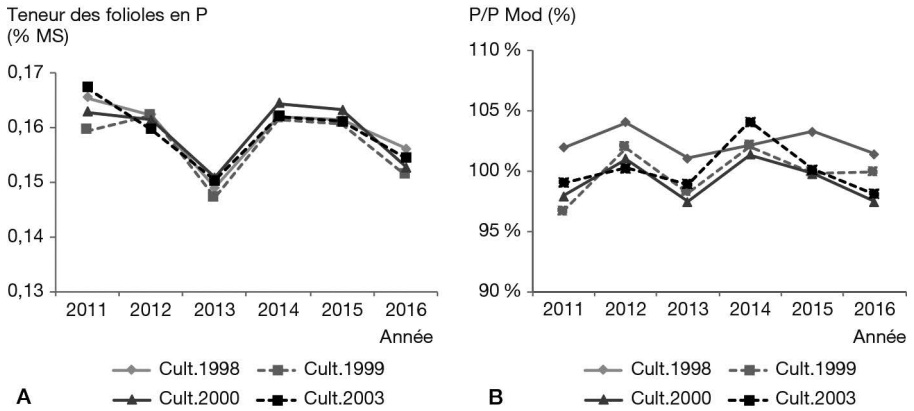 Teneur des folioles en P
(% MS)
0,17
0,16
0,15
0,14
0,13
2011 2012 2013 2014 2015 2016
Année
Cult.1998 Cult.1999
Cult.2000 Cult.2003
A
P/P Mod (%)
110 %
105 %
100 %
95 %
90 %
2011 2012 2013 2014 2015 2016
Année
Cult.1998 Cult.1999
Cult.2000 Cult.2003
B